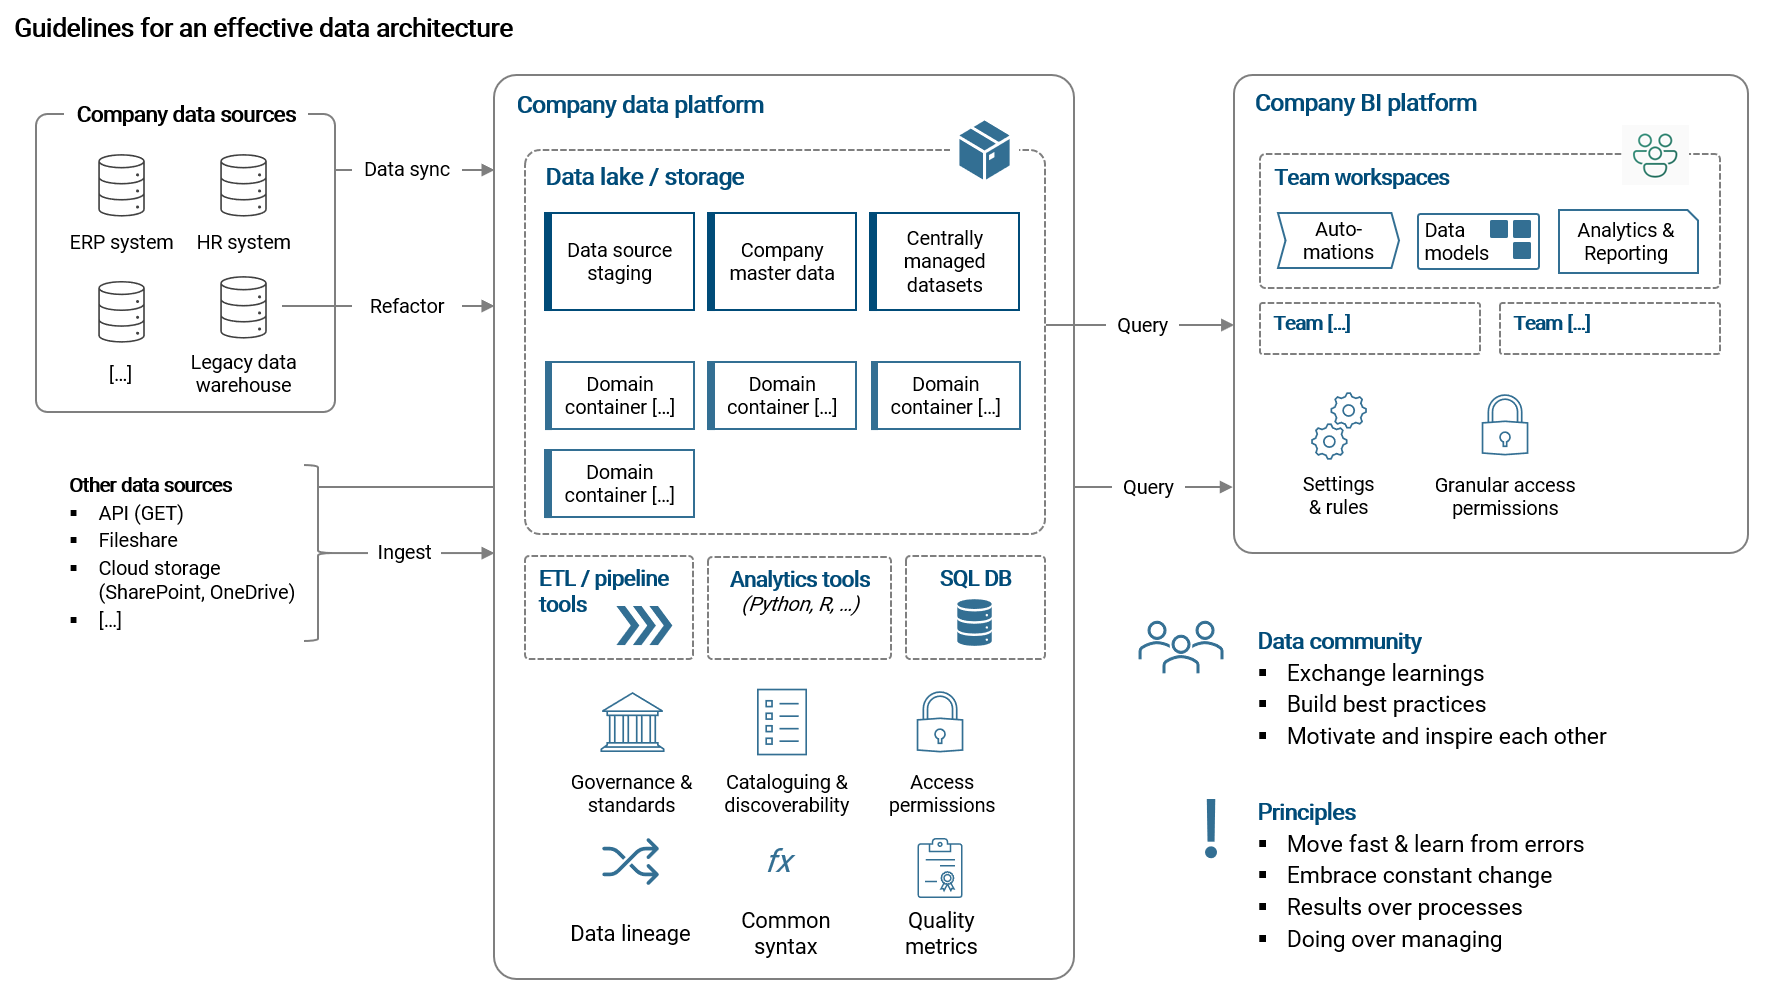 Guidelines for an effective data architecture
Company data sources
ERP system
HR system
[...]
Legacy data
warehouse
Data sync
Refactor
Other data sources
▪ API (GET)
▪ Fileshare
▪ Cloud storage
(SharePoint, OneDrive)
▪ [...]
Ingest
Company data platform
Data lake / storage
Data source
staging
Company
master data
Centrally
managed
datasets
Domain
container [...]
Domain
container [...]
Domain
container [...]
Domain
container [...]
ETL / pipeline
tools
Analytics tools
(Python, R, ...)
SQL DB
Governance &
standards
Cataloguing &
discoverability
Access
permissions
Data lineage
fx
Common
syntax
Quality
metrics
Query
Query
Company BI platform
Team workspaces
Auto-
mations
Data
models
Analytics &
Reporting
Team [...]
Team [...]
Settings
& rules
Granular access
permissions
Data community
▪ Exchange learnings
▪ Build best practices
▪ Motivate and inspire each other
!
Principles
▪ Move fast & learn from errors
▪ Embrace constant change
▪ Results over processes
▪ Doing over managing